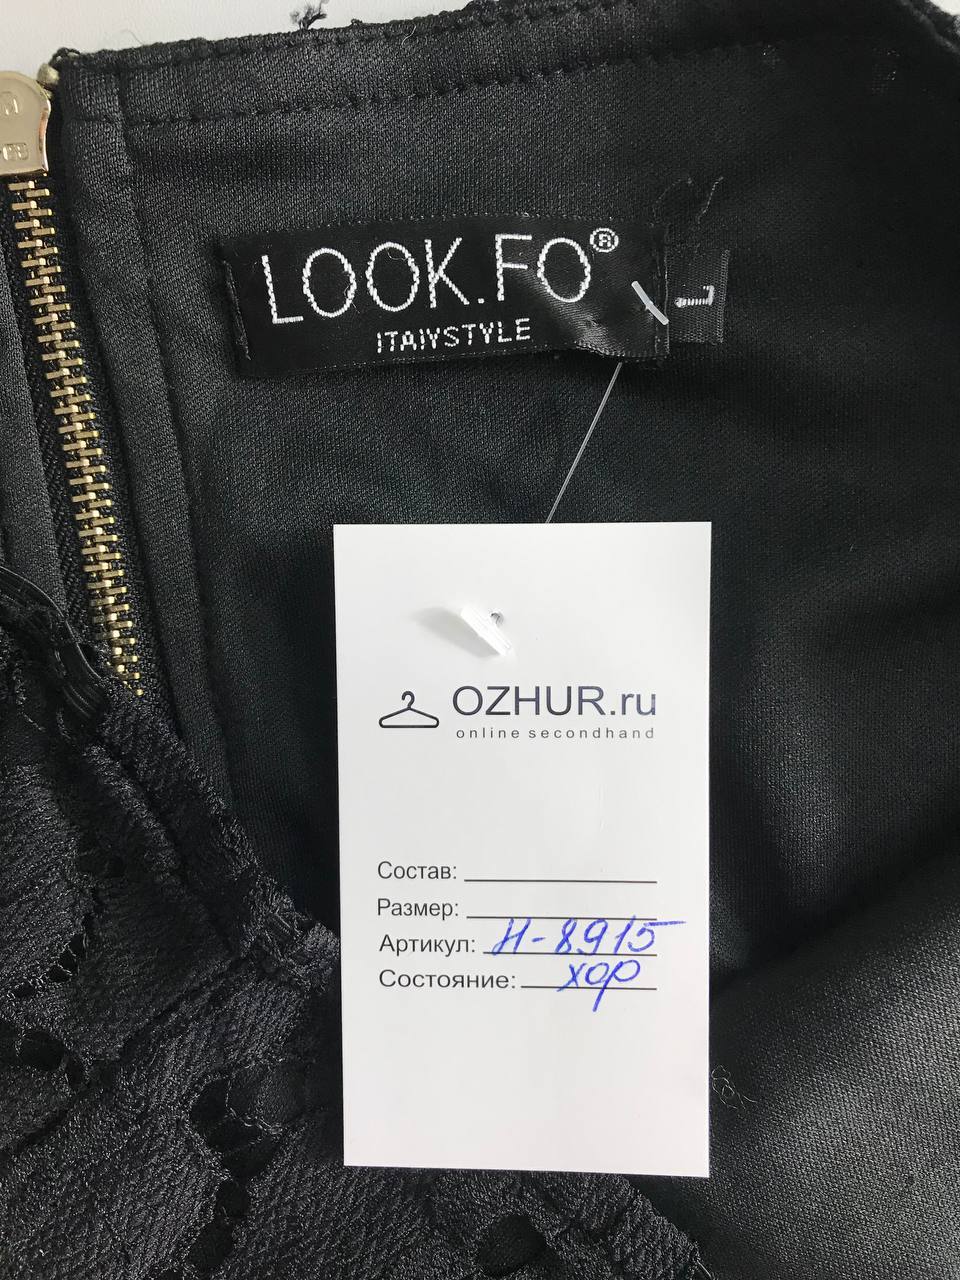 LOOK.FO®
ITAIYSTYLE
L
OZHUR.ru
online secondhand
Состав:
Размер:
Артикул: Н-8915
Состояние: хор